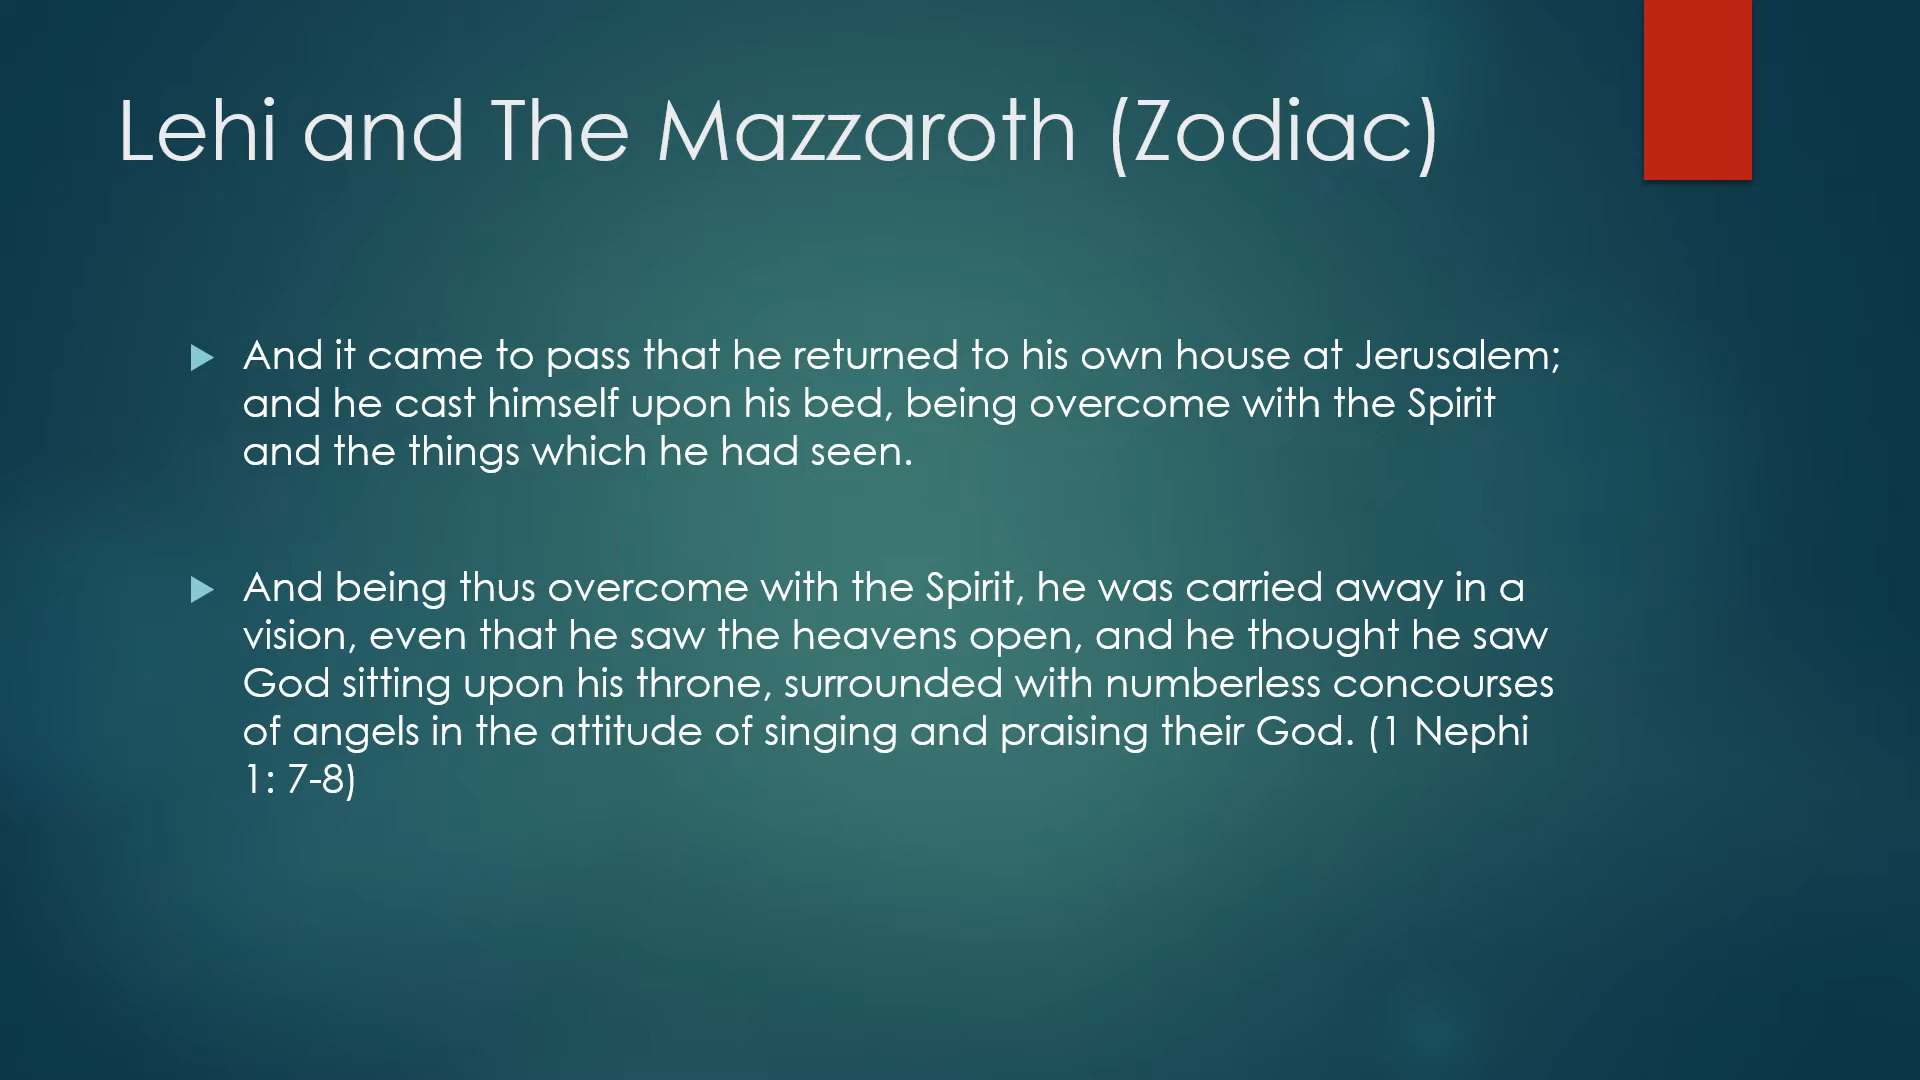 Lehi and The Mazzaroth (Zodiac)
And it came to pass that he returned to his own house at Jerusalem;
and he cast himself upon his bed, being overcome with the Spirit
and the things which he had seen.
And being thus overcome with the Spirit, he was carried away in a
vision, even that he saw the heavens open, and he thought he saw
God sitting upon his throne, surrounded with numberless concourses
of angels in the attitude of singing and praising their God. (1 Nephi
1: 7-8)